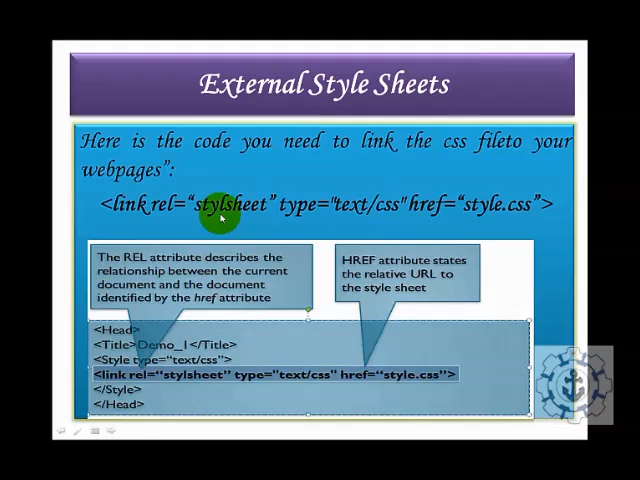 External Style Sheets
Here is the code you need to link the css fileto your
webpages”:
<link rel=“stylsheet” type="text/css" href=“style.css”>
The REL attribute describes the
relationship between the current
document and the document
identified by the href attribute
HREF attribute states
the relative URL to
the style sheet
<Head>
<Title>Demo_1</Title>
<Style type=“text/css”>
<link rel=“stylsheet” type="text/css" href=“style.css”>
</Style>
</Head>